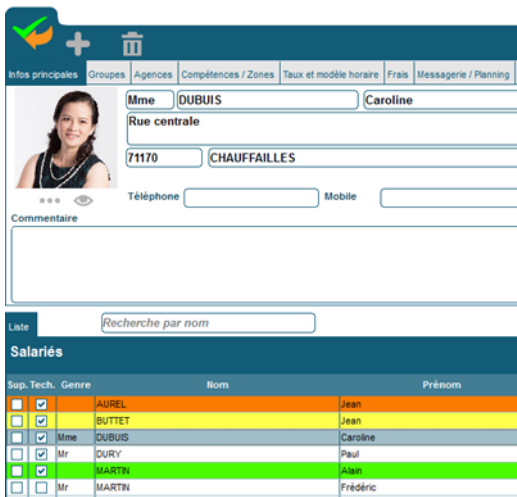 Infos principales Groupes Agences Compétences / Zones Taux et modèle horaire Frais Messagerie / Planning
Mme DUBUIS Caroline
Rue centrale
71170 CHAUFFAILLES
Téléphone Mobile
Commentaire
Liste Recherche par nom
Salariés
Sup. Tech. Genre Nom Prénom
AUREL Jean
BUTTET Jean
Mme DUBUIS Caroline
Mr DURY Paul
MARTIN Alain
Mr MARTIN Frédéric